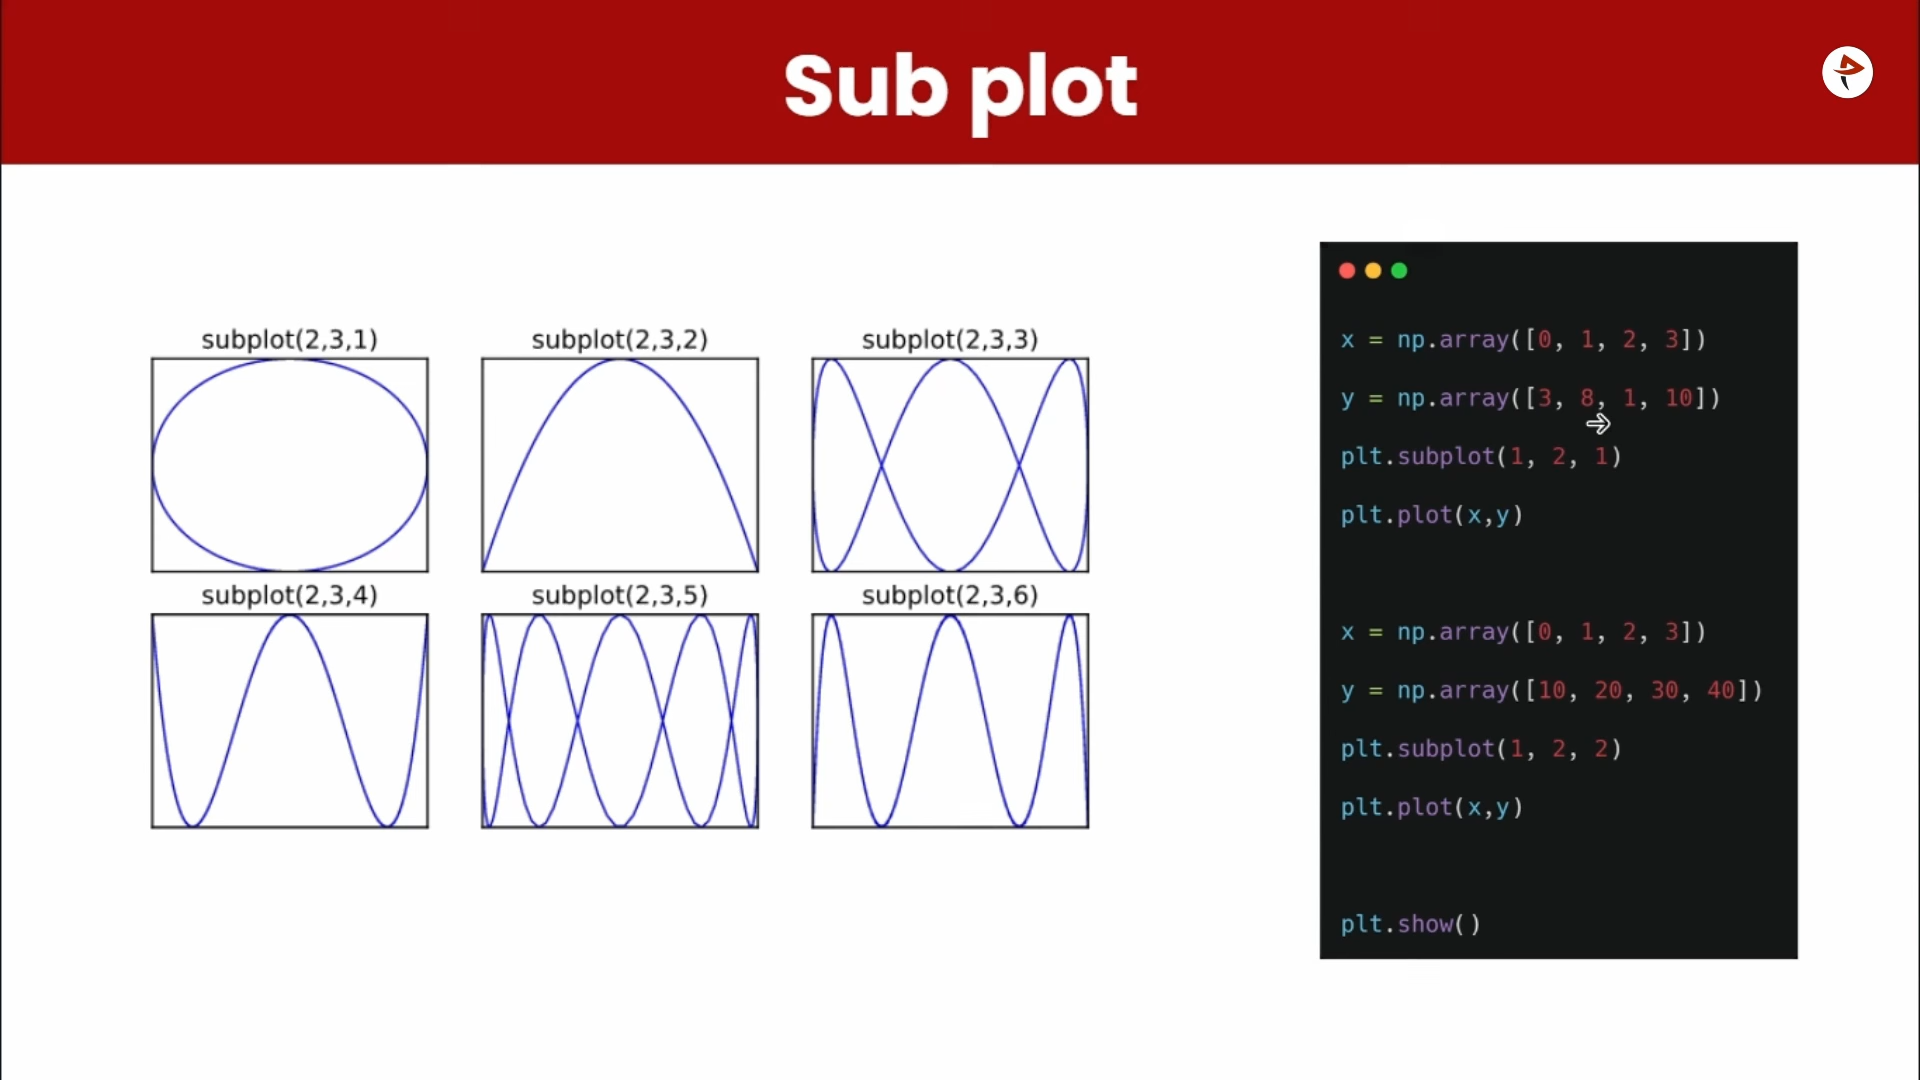 Sub plot
subplot(2,3,1)
subplot(2,3,2)
subplot(2,3,3)
subplot(2,3,4)
subplot(2,3,5)
subplot(2,3,6)
x = np.array([0, 1, 2, 3])
y = np.array([3, 8, 1, 10])
plt.subplot(1, 2, 1)
plt.plot(x,y)
x = np.array([0, 1, 2, 3])
y = np.array([10, 20, 30, 40])
plt.subplot(1, 2, 2)
plt.plot(x,y)
plt.show()